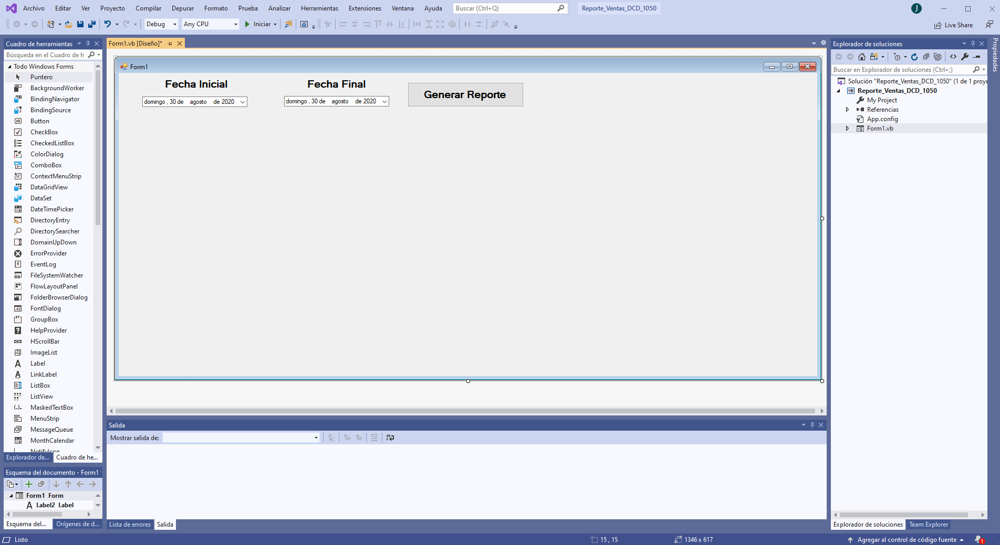 Archivo Editar Ver Proyecto Compilar Depurar Formato Prueba Analizar Herramientas Extensiones Ventana Ayuda Buscar (Ctrl+Q) Reporte_Ventas_DCD_1050 J
Debug Any CPU Iniciar Live Share
Cuadro de herramientas
Búsqueda en el Cuadro de h
Todo Windows Forms
Puntero
BackgroundWorker
BindingNavigator
BindingSource
Button
CheckBox
CheckedListBox
ColorDialog
ComboBox
ContextMenuStrip
DataGridView
DataSet
DateTimePicker
DirectoryEntry
DirectorySearcher
DomainUpDown
ErrorProvider
EventLog
FileSystemWatcher
FlowLayoutPanel
FolderBrowserDialog
FontDialog
GroupBox
HelpProvider
HScrollBar
ImageList
Label
LinkLabel
ListBox
ListView
MaskedTextBox
MenuStrip
MessageQueue
MonthCalendar
NotifyIcon
Explorador de... Cuadro de he...
Esquema del documento - Form1
Form1 Form
Label2 Label
Esquema del... Orígenes de d...
Form1.vb [Diseño]*
Form1
Fecha Inicial
domingo , 30 de agosto de 2020
Fecha Final
domingo , 30 de agosto de 2020
Generar Reporte
Salida
Mostrar salida de:
Lista de errores Salida
Explorador de soluciones
Buscar en Explorador de soluciones (Ctrl+;)
Solución "Reporte_Ventas_DCD_1050" (1 de 1 proye
VB Reporte_Ventas_DCD_1050
My Project
Referencias
App.config
Form1.vb
Explorador de soluciones Team Explorer
Propiedades
Listo 15 , 15 1346 x 617 Agregar al control de código fuente 1